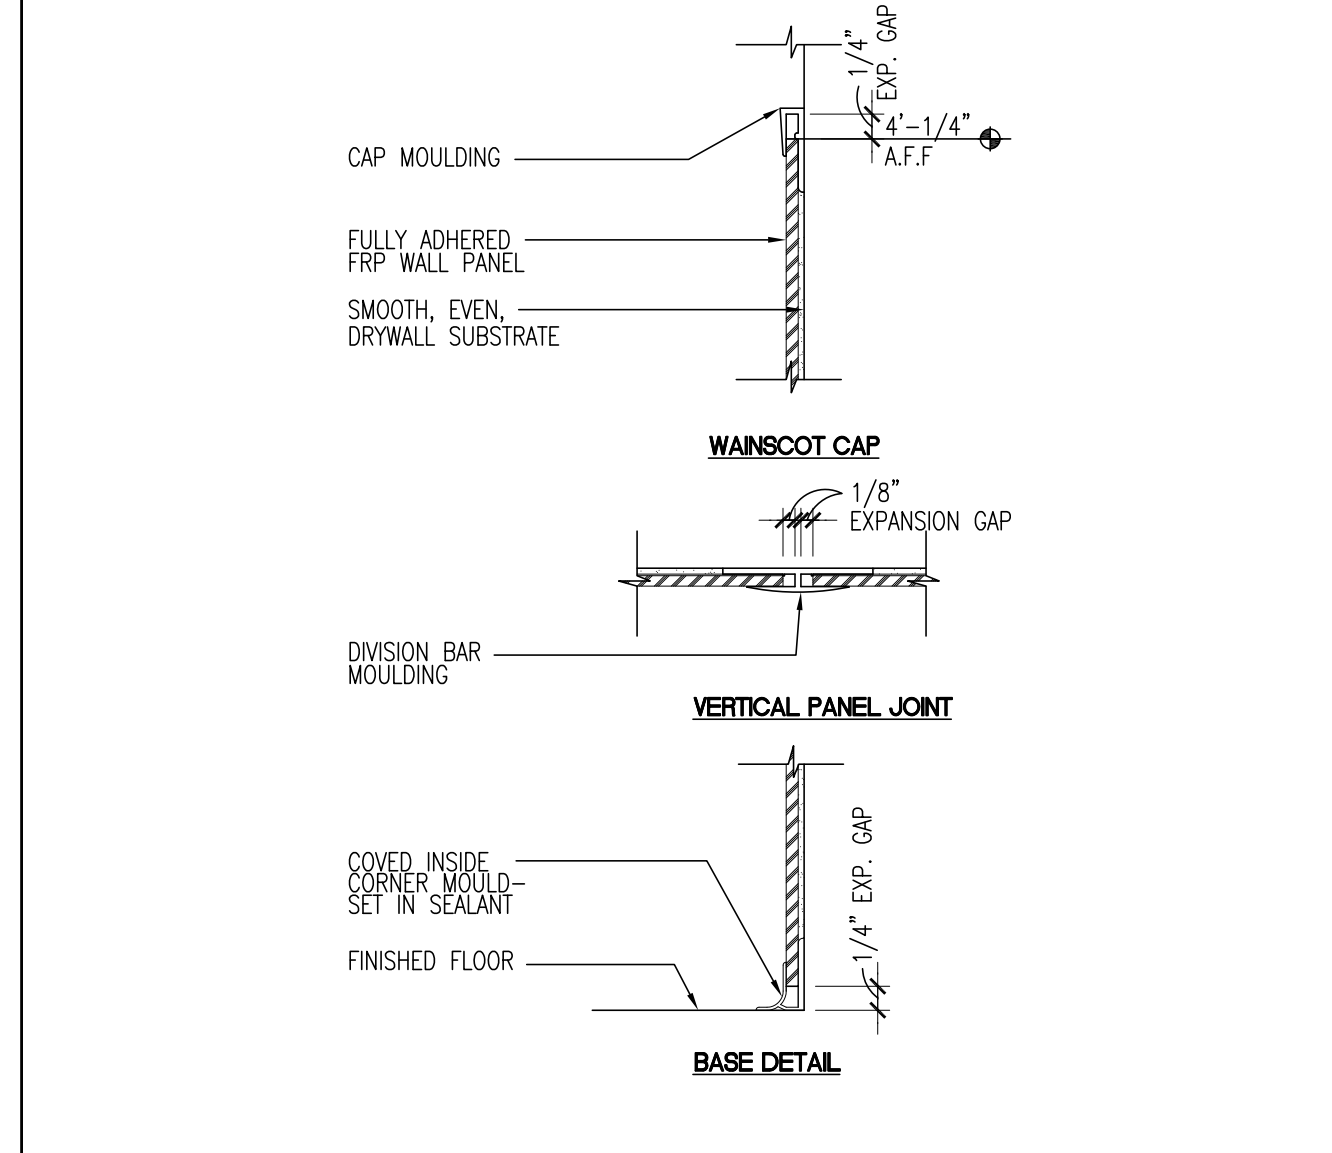 1/4"
EXP. GAP
4'-1/4"
A.F.F
CAP MOULDING
FULLY ADHERED
FRP WALL PANEL
SMOOTH, EVEN,
DRYWALL SUBSTRATE
WAINSCOT CAP
1/8"
EXPANSION GAP
DIVISION BAR
MOULDING
VERTICAL PANEL JOINT
1/4" EXP. GAP
COVED INSIDE
CORNER MOULD-
SET IN SEALANT
FINISHED FLOOR
BASE DETAIL